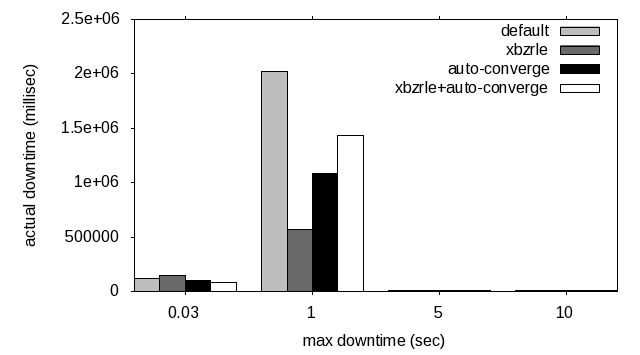 2.5e+06
2e+06
1.5e+06
1e+06
500000
0
actual downtime (millisec)
default
xbzrle
auto-converge
xbzrle+auto-converge
0.03 1 5 10
max downtime (sec)